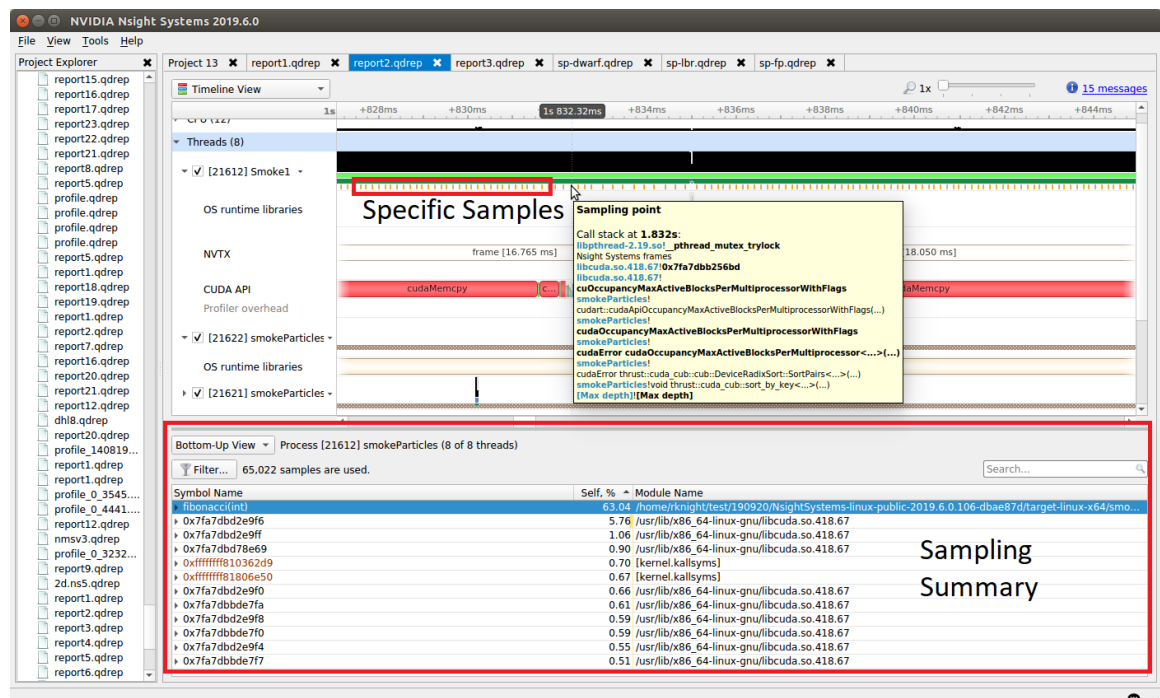 NVIDIA Nsight Systems 2019.6.0
File View Tools Help
Project Explorer
report15.qdrep
report16.qdrep
report17.qdrep
report23.qdrep
report22.qdrep
report21.qdrep
report8.qdrep
report5.qdrep
profile.qdrep
profile.qdrep
profile.qdrep
profile.qdrep
report5.qdrep
report1.qdrep
report18.qdrep
report19.qdrep
report1.qdrep
report2.qdrep
report7.qdrep
report16.qdrep
report20.qdrep
report21.qdrep
report12.qdrep
dhl8.qdrep
report20.qdrep
profile_140819...
report1.qdrep
report1.qdrep
profile_0_3545....
profile_0_4441....
report12.qdrep
nmsv3.qdrep
profile_0_3232...
report9.qdrep
2d.ns5.qdrep
report1.qdrep
report2.qdrep
report3.qdrep
report4.qdrep
report5.qdrep
report6.qdrep
Project 13 report1.qdrep report2.qdrep report3.qdrep sp-dwarf.qdrep sp-lbr.qdrep sp-fp.qdrep
Timeline View 1x 15 messages
1s +828ms +830ms 1s 832.32ms +834ms +836ms +838ms +840ms +842ms +844ms
CPU (12)
Threads (8)
[21612] Smoke1
OS runtime libraries
Specific Samples
NVTX frame [16.765 ms] [18.050 ms]
CUDA API cudaMemcpy c... aMemcpy
Profiler overhead
[21622] smokeParticles
OS runtime libraries
[21621] smokeParticles
Sampling point
Call stack at 1.832s:
libpthread-2.19.so!__pthread_mutex_trylock
Nsight Systems frames
libcuda.so.418.67!0x7fa7dbb256bd
libcuda.so.418.67!
cuOccupancyMaxActiveBlocksPerMultiprocessorWithFlags
smokeParticles!
cudart::cudaApiOccupancyMaxActiveBlocksPerMultiprocessorWithFlags(...)
smokeParticles!
cudaOccupancyMaxActiveBlocksPerMultiprocessorWithFlags
smokeParticles!
cudaError cudaOccupancyMaxActiveBlocksPerMultiprocessor<...>(...)
smokeParticles!
cudaError thrust::cuda_cub::cub::DeviceRadixSort::SortPairs<...>(...)
smokeParticles!void thrust::cuda_cub::sort_by_key<...>(...)
[Max depth]![Max depth]
Bottom-Up View Process [21612] smokeParticles (8 of 8 threads)
Filter... 65,022 samples are used. Search...
Symbol Name Self, % Module Name
fibonacci(int) 63.04 /home/rknight/test/190920/NsightSystems-linux-public-2019.6.0.106-dbae87d/target-linux-x64/smo...
0x7fa7dbd2e9f6 5.76 /usr/lib/x86_64-linux-gnu/libcuda.so.418.67
0x7fa7dbd2e9ff 1.06 /usr/lib/x86_64-linux-gnu/libcuda.so.418.67
0x7fa7dbd78e69 0.90 /usr/lib/x86_64-linux-gnu/libcuda.so.418.67
0xffffffff810362d9 0.70 [kernel.kallsyms]
0xffffffff81806e50 0.67 [kernel.kallsyms]
0x7fa7dbd2e9f0 0.66 /usr/lib/x86_64-linux-gnu/libcuda.so.418.67
0x7fa7dbbde7fa 0.61 /usr/lib/x86_64-linux-gnu/libcuda.so.418.67
0x7fa7dbd2e9f8 0.59 /usr/lib/x86_64-linux-gnu/libcuda.so.418.67
0x7fa7dbbde7f0 0.59 /usr/lib/x86_64-linux-gnu/libcuda.so.418.67
0x7fa7dbd2e9f4 0.55 /usr/lib/x86_64-linux-gnu/libcuda.so.418.67
0x7fa7dbbde7f7 0.51 /usr/lib/x86_64-linux-gnu/libcuda.so.418.67
Sampling
Summary